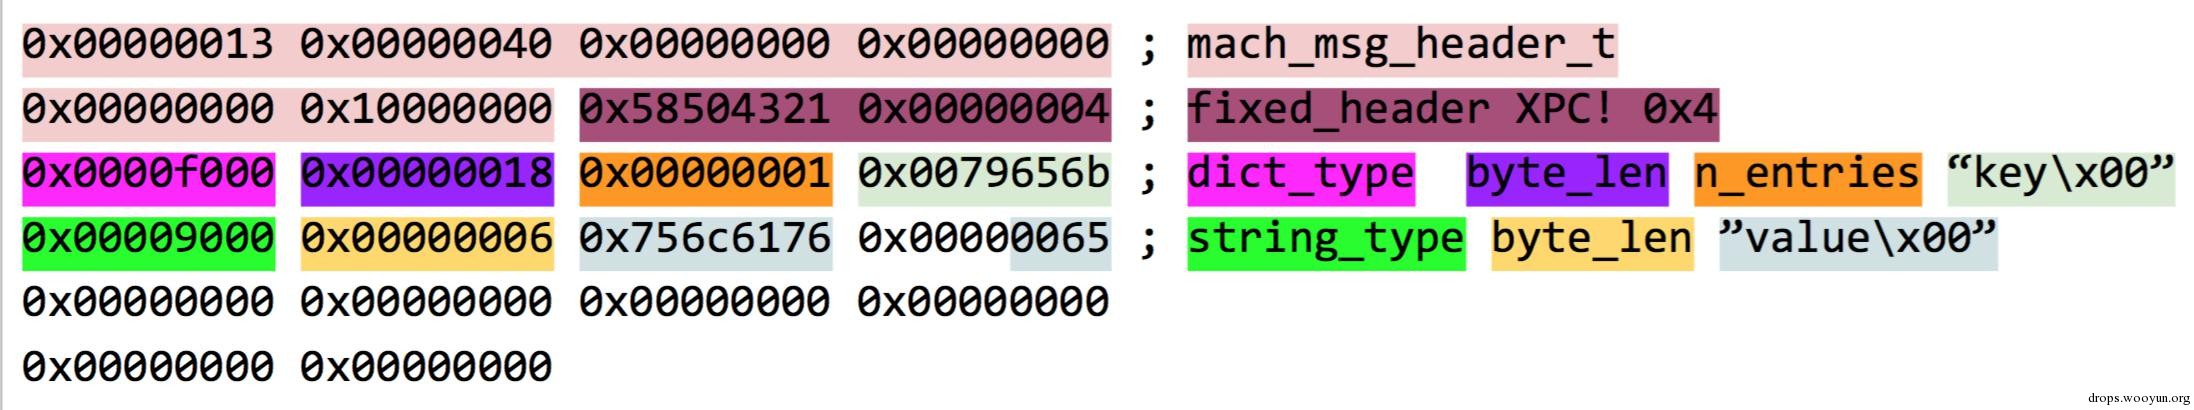 0x00000013 0x00000040 0x00000000 0x00000000 ; mach_msg_header_t
0x00000000 0x10000000 0x58504321 0x00000004 ; fixed_header XPC! 0x4
0x0000f000 0x00000018 0x00000001 0x0079656b ; dict_type byte_len n_entries “key\x00”
0x00009000 0x00000006 0x756c6176 0x00000065 ; string_type byte_len ”value\x00”
0x00000000 0x00000000 0x00000000 0x00000000
0x00000000 0x00000000
drops.wooyun.org